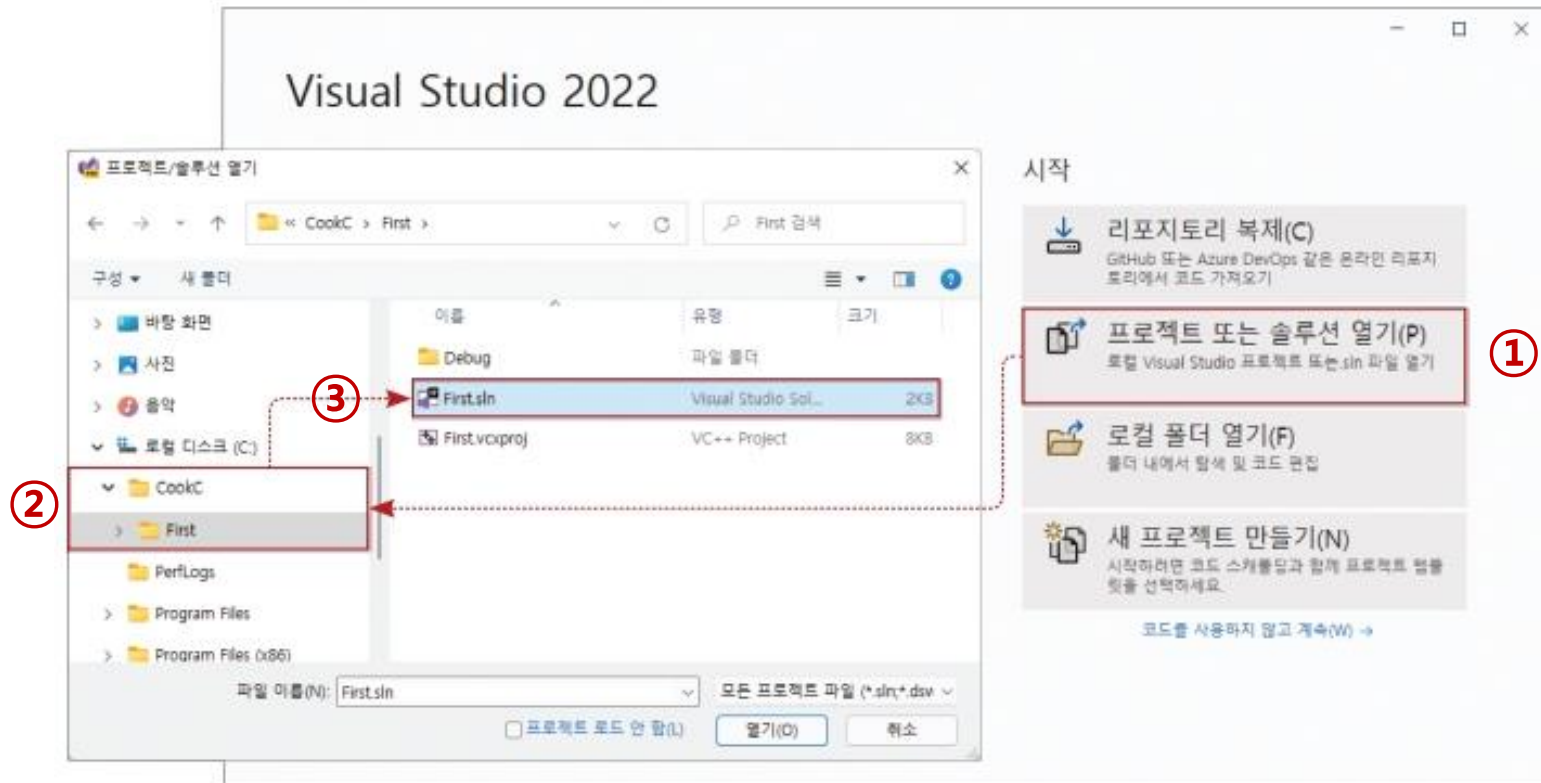 Visual Studio 2022
프로젝트/솔루션 열기
« CookC > First >
First 검색
구성
새 폴더
이름
유형
크기
바탕 화면
사진
음악
로컬 디스크 (C:)
CookC
First
PerfLogs
Program Files
Program Files (x86)
Debug
파일 폴더
First.sln
Visual Studio Sol...
2KB
First.vcxproj
VC++ Project
8KB
파일 이름(N):
First.sln
모든 프로젝트 파일 (*.sln;*.dsw
프로젝트 로드 안 함(L)
열기(O)
취소
시작
리포지토리 복제(C)
GitHub 또는 Azure DevOps 같은 온라인 리포지
토리에서 코드 가져오기
프로젝트 또는 솔루션 열기(P)
로컬 Visual Studio 프로젝트 또는 .sln 파일 열기
로컬 폴더 열기(F)
폴더 내에서 탐색 및 코드 편집
새 프로젝트 만들기(N)
시작하려면 코드 스캐폴딩과 함께 프로젝트 템플
릿을 선택하세요.
코드를 사용하지 않고 계속(W) →
①
②
③